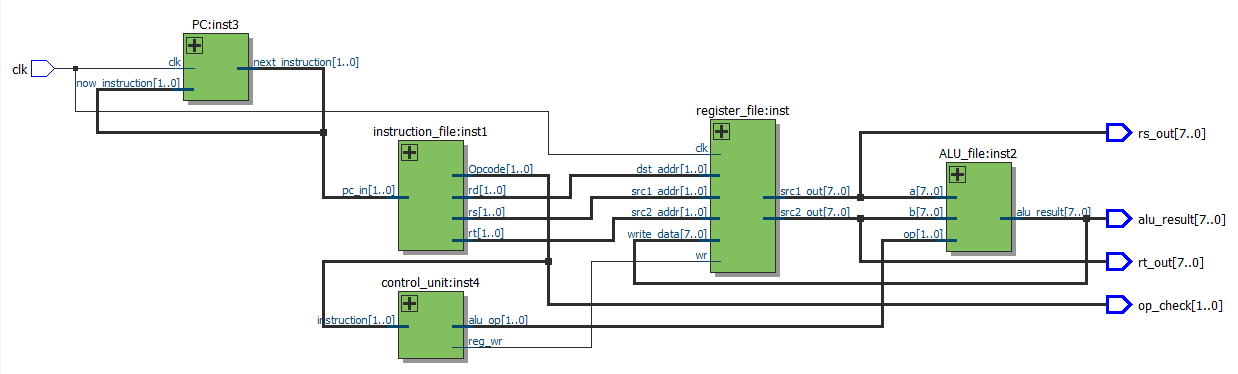 PC:inst3
clk
clk
next_instruction[1..0]
now_instruction[1..0]
register_file:inst
instruction_file:inst1
rs_out[7..0]
clk
ALU_file:inst2
Opcode[1..0]
dst_addr[1..0]
pc_in[1..0]
rd[1..0]
src1_addr[1..0]
src1_out[7..0]
a[7..0]
rs[1..0]
src2_addr[1..0]
src2_out[7..0]
b[7..0]
alu_result[7..0]
alu_result[7..0]
rt[1..0]
write_data[7..0]
op[1..0]
wr
rt_out[7..0]
control_unit:inst4
op_check[1..0]
instruction[1..0]
alu_op[1..0]
reg_wr